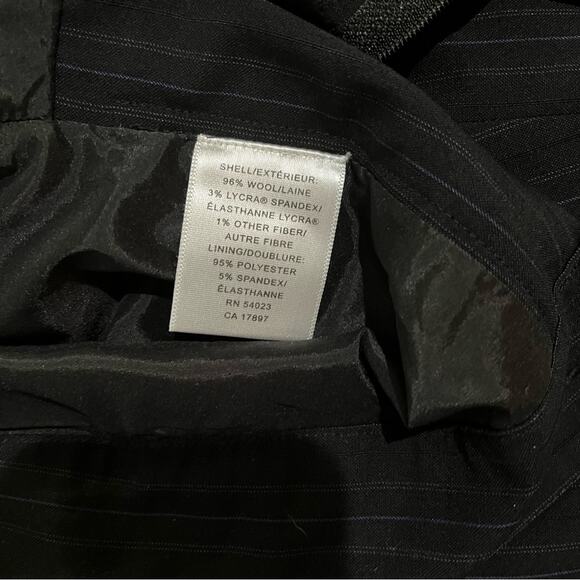 SHELL/EXTÉRIEUR:
96% WOOL/LAINE
3% LYCRA® SPANDEX/
ÉLASTHANNE LYCRA®
1% OTHER FIBER/
AUTRE FIBRE
LINING/DOUBLURE:
95% POLYESTER
5% SPANDEX/
ÉLASTHANNE
RN 54023
CA 17897